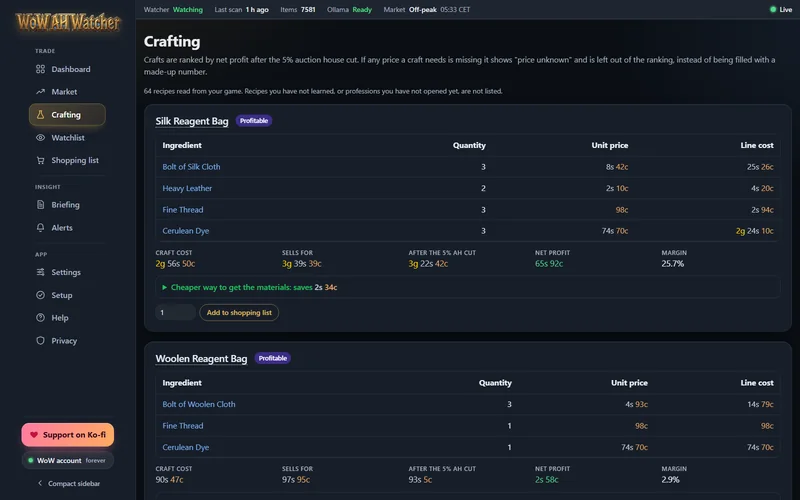 WoW AH Watcher
Watcher Watching Last scan 1 h ago Items 7581 Ollama Ready Market Off-peak 05:33 CET Live
TRADE
Dashboard
Market
Crafting
Watchlist
Shopping list
INSIGHT
Briefing
Alerts
APP
Settings
Setup
Help
Privacy
Support on Ko-fi
WoW account forever
Compact sidebar
Crafting
Crafts are ranked by net profit after the 5% auction house cut. If any price a craft needs is missing it shows "price unknown" and is left out of the ranking, instead of being filled with a
made-up number.
64 recipes read from your game. Recipes you have not learned, or professions you have not opened yet, are not listed.
Silk Reagent Bag Profitable
Ingredient Quantity Unit price Line cost
Bolt of Silk Cloth 3 8s 42c 25s 26c
Heavy Leather 2 2s 10c 4s 20c
Fine Thread 3 98c 2s 94c
Cerulean Dye 3 74s 70c 2g 24s 10c
CRAFT COST SELLS FOR AFTER THE 5% AH CUT NET PROFIT MARGIN
2g 56s 50c 3g 39s 39c 3g 22s 42c 65s 92c 25.7%
Cheaper way to get the materials: saves 2s 34c
1 Add to shopping list
Woolen Reagent Bag Profitable
Ingredient Quantity Unit price Line cost
Bolt of Woolen Cloth 3 4s 93c 14s 79c
Fine Thread 1 98c 98c
Cerulean Dye 1 74s 70c 74s 70c
CRAFT COST SELLS FOR AFTER THE 5% AH CUT NET PROFIT MARGIN
90s 47c 97s 95c 93s 5c 2s 58c 2.9%